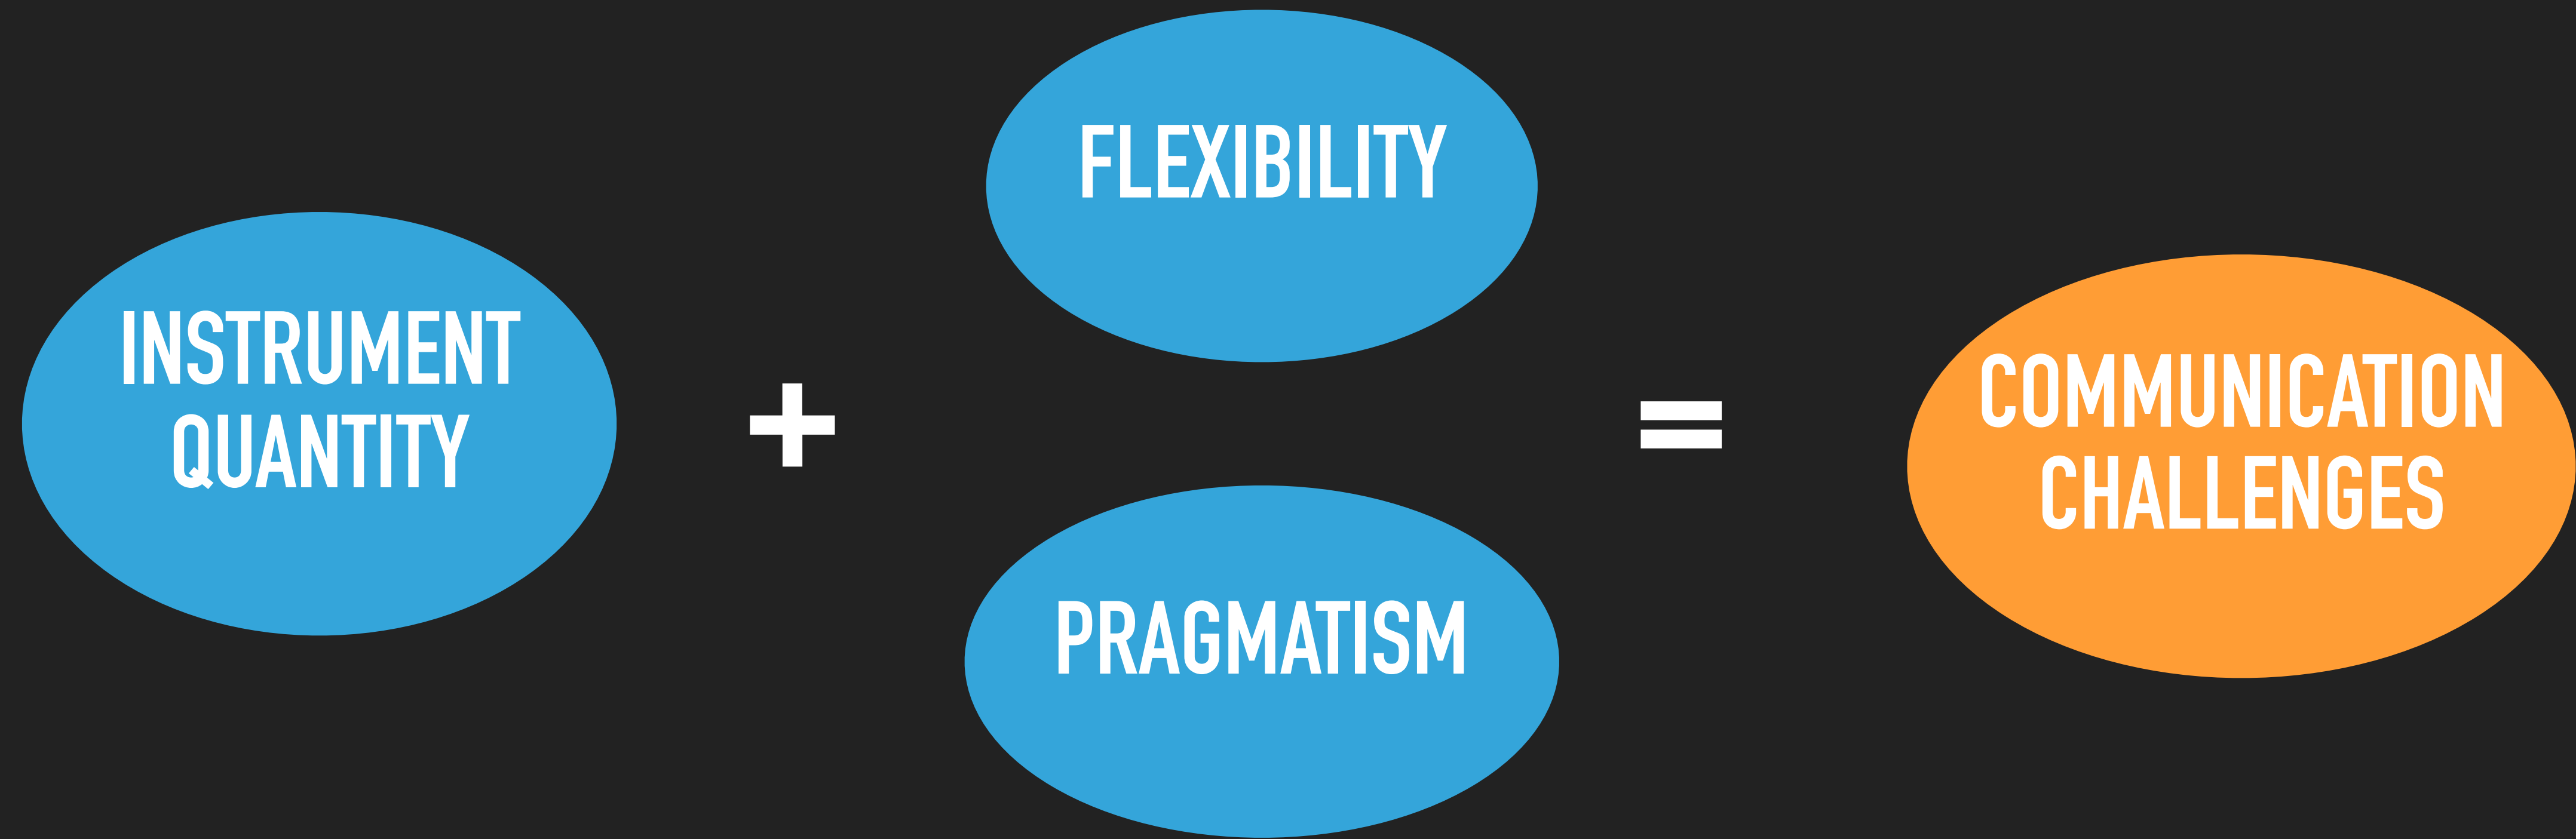 INSTRUMENT
QUANTITY
+
FLEXIBILITY
PRAGMATISM
=
COMMUNICATION
CHALLENGES